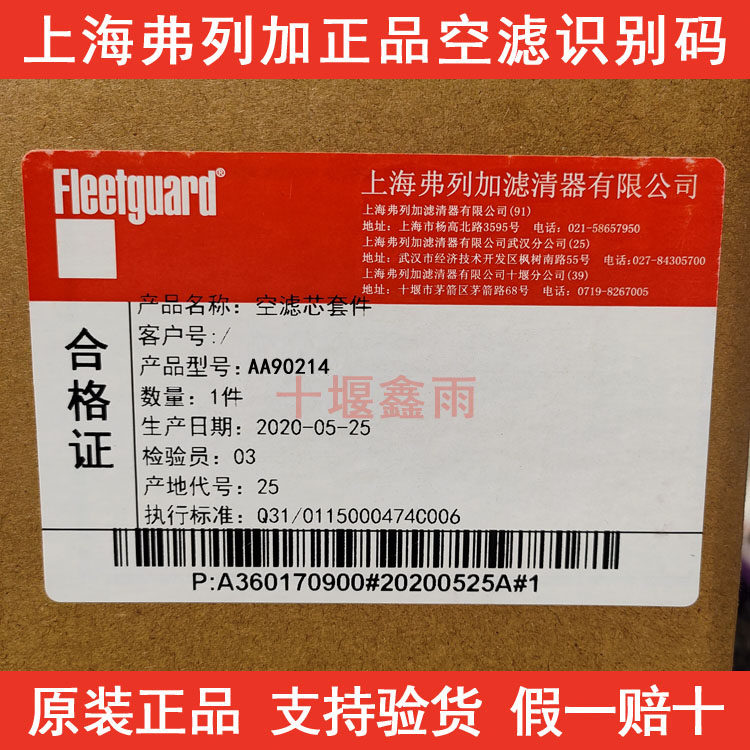 上海弗列加正品空滤识别码
Fleetguard®
上海弗列加滤清器有限公司
上海弗列加滤清器有限公司(91)
地址：上海市杨高北路3595号 电话：021-58657950
上海弗列加滤清器有限公司武汉分公司(25)
地址：武汉市经济技术开发区枫树南路55号 电话:027-84305700
上海弗列加滤清器有限公司十堰分公司(39)
地址：十堰市茅箭区茅箭路68号 电话：0719-8267005
合格证
产品名称：空滤芯套件
客户号:/
产品型号:AA90214
数量：1件
十堰鑫雨
生产日期：2020-05-25
检验员：03
产地代号：25
执行标准：Q31/0115000474C006
P:A360170900#20200525A#1
原装正品 支持验货 假一赔十